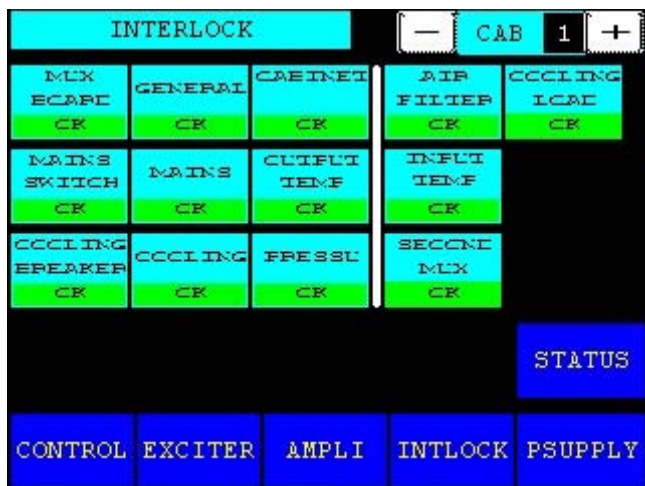 INTERLOCK
− CAB 1 +
MUX BOARD
OK
GENERAL
OK
CABINET
OK
AIR FILTER
OK
COOLING LOAD
OK
MAINS SWITCH
OK
MAINS
OK
OUTPUT TEMP
OK
INPUT TEMP
OK
COOLING BREAKER
OK
COOLING
OK
PRESSU
OK
SECOND MUX
OK
STATUS
CONTROL EXCITER AMPLI INTLOCK PSUPPLY